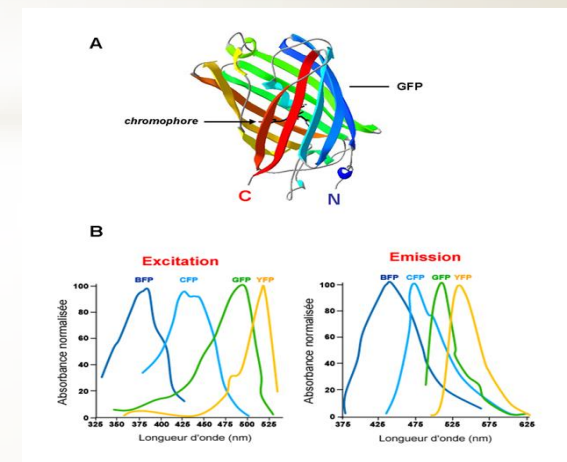 A
GFP
chromophore
C N
B
Excitation
BFP CFP GFP YFP
Absorbance normalisée
100
80
60
40
20
0
325 350 375 400 425 450 475 500 525
Longueur d'onde (nm)
Emission
BFP CFP GFP YFP
Absorbance normalisée
100
80
60
40
20
0
375 425 475 525 575 625
Longueur d'onde (nm)